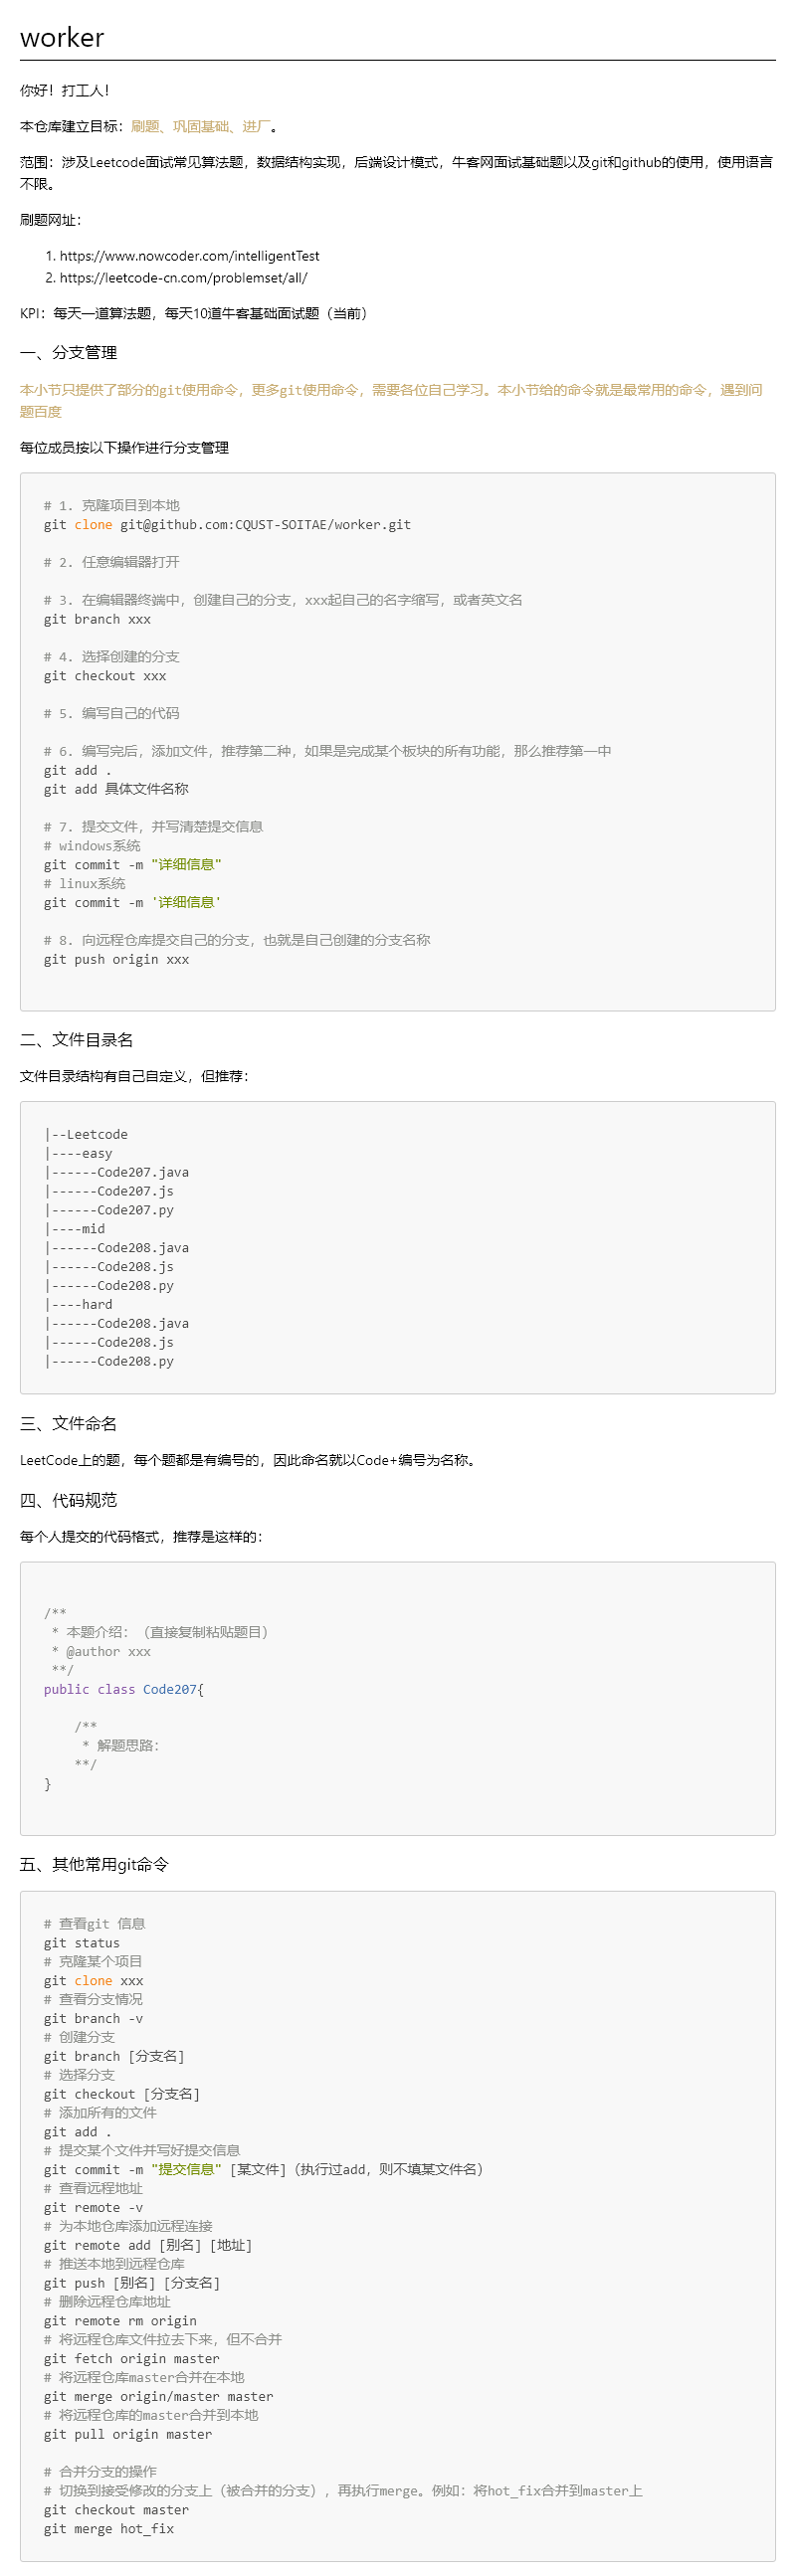 worker
你好！打工人！
本仓库建立目标：刷题、巩固基础、进厂。
范围：涉及Leetcode面试常见算法题，数据结构实现，后端设计模式，牛客网面试基础题以及git和github的使用，使用语言
不限。
刷题网址：
1. https://www.nowcoder.com/intelligentTest
2. https://leetcode-cn.com/problemset/all/
KPI：每天一道算法题，每天10道牛客基础面试题（当前）
一、分支管理
本小节只提供了部分的git使用命令，更多git使用命令，需要各位自己学习。本小节给的命令就是最常用的命令，遇到问
题百度
每位成员按以下操作进行分支管理
# 1. 克隆项目到本地
git clone git@github.com:CQUST-SOITAE/worker.git
# 2. 任意编辑器打开
# 3. 在编辑器终端中，创建自己的分支，xxx起自己的名字缩写，或者英文名
git branch xxx
# 4. 选择创建的分支
git checkout xxx
# 5. 编写自己的代码
# 6. 编写完后，添加文件，推荐第二种，如果是完成某个板块的所有功能，那么推荐第一中
git add .
git add 具体文件名称
# 7. 提交文件，并写清楚提交信息
# windows系统
git commit -m "详细信息"
# linux系统
git commit -m '详细信息'
# 8. 向远程仓库提交自己的分支，也就是自己创建的分支名称
git push origin xxx
二、文件目录名
文件目录结构有自己自定义，但推荐：
|--Leetcode
|----easy
|------Code207.java
|------Code207.js
|------Code207.py
|----mid
|------Code208.java
|------Code208.js
|------Code208.py
|----hard
|------Code208.java
|------Code208.js
|------Code208.py
三、文件命名
LeetCode上的题，每个题都是有编号的，因此命名就以Code+编号为名称。
四、代码规范
每个人提交的代码格式，推荐是这样的：
/**
 * 本题介绍：（直接复制粘贴题目）
 * @author xxx
 **/
public class Code207{
    /**
     * 解题思路：
    **/
}
五、其他常用git命令
# 查看git 信息
git status
# 克隆某个项目
git clone xxx
# 查看分支情况
git branch -v
# 创建分支
git branch [分支名]
# 选择分支
git checkout [分支名]
# 添加所有的文件
git add .
# 提交某个文件并写好提交信息
git commit -m "提交信息" [某文件]（执行过add，则不填某文件名）
# 查看远程地址
git remote -v
# 为本地仓库添加远程连接
git remote add [别名] [地址]
# 推送本地到远程仓库
git push [别名] [分支名]
# 删除远程仓库地址
git remote rm origin
# 将远程仓库文件拉去下来，但不合并
git fetch origin master
# 将远程仓库master合并在本地
git merge origin/master master
# 将远程仓库的master合并到本地
git pull origin master
# 合并分支的操作
# 切换到接受修改的分支上（被合并的分支），再执行merge。例如：将hot_fix合并到master上
git checkout master
git merge hot_fix